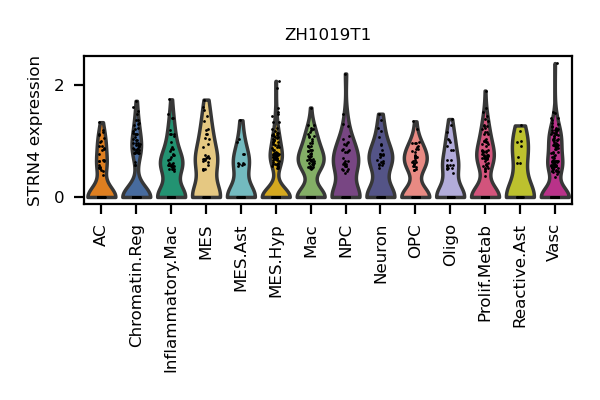 ZH1019T1
STRN4 expression
2
0
AC
Chromatin.Reg
Inflammatory.Mac
MES
MES.Ast
MES.Hyp
Mac
NPC
Neuron
OPC
Oligo
Prolif.Metab
Reactive.Ast
Vasc